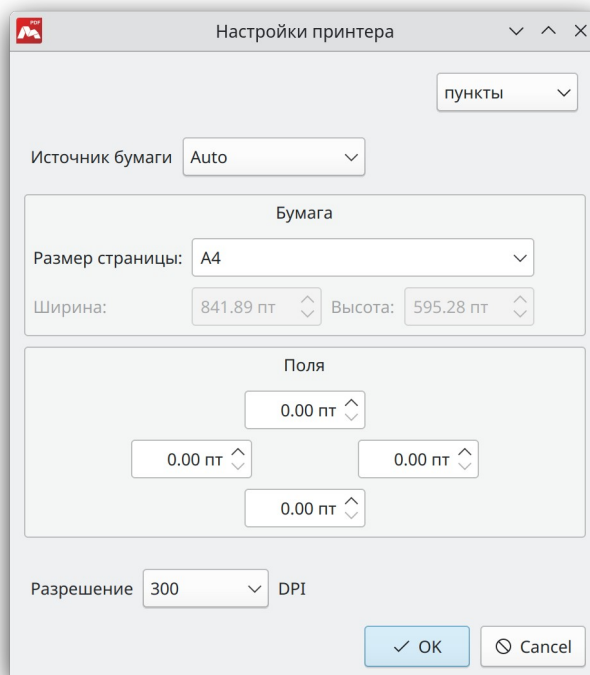 PDF
Настройки принтера
пункты
Источник бумаги Auto
Бумага
Размер страницы: A4
Ширина: 841.89 пт Высота: 595.28 пт
Поля
0.00 пт
0.00 пт 0.00 пт
0.00 пт
Разрешение 300 DPI
OK Cancel